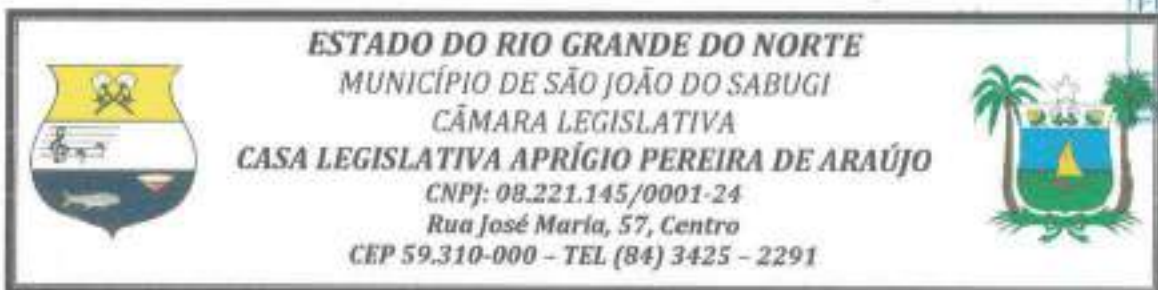 ESTADO DO RIO GRANDE DO NORTE
MUNICÍPIO DE SÃO JOÃO DO SABUGI
CÂMARA LEGISLATIVA
CASA LEGISLATIVA APRÍGIO PEREIRA DE ARAÚJO
CNPJ: 08.221.145/0001-24
Rua José Maria, 57, Centro
CEP 59.310-000 – TEL (84) 3425 – 2291